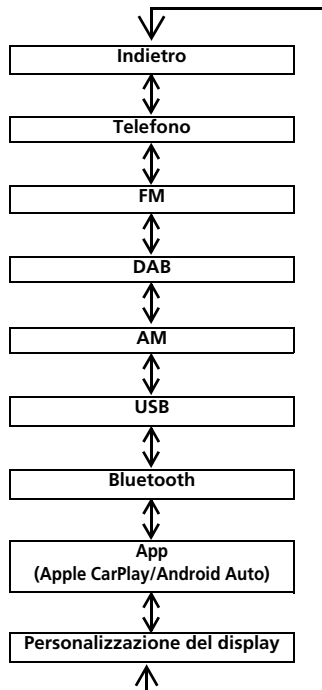 Indietro
Telefono
FM
DAB
AM
USB
Bluetooth
App
(Apple CarPlay/Android Auto)
Personalizzazione del display